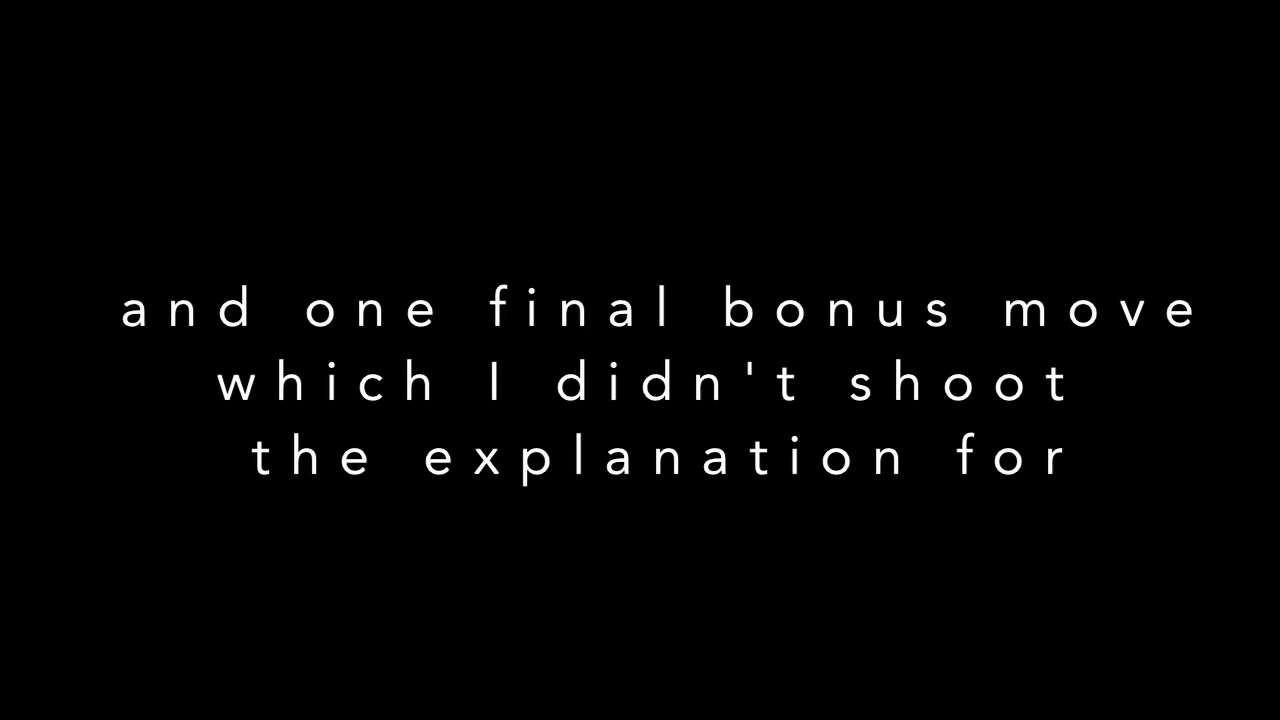 and one final bonus move
which I didn't shoot
the explanation for